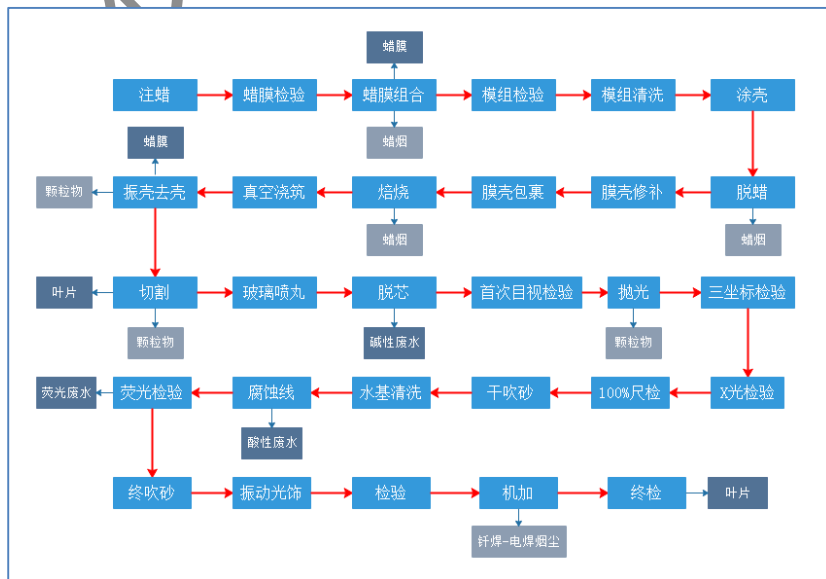 蜡膜
注蜡
蜡膜检验
蜡膜组合
模组检验
模组清洗
涂壳
蜡膜
蜡烟
颗粒物
振壳去壳
真空浇筑
焙烧
膜壳包裹
膜壳修补
脱蜡
蜡烟
蜡烟
叶片
切割
玻璃喷丸
脱芯
首次目视检验
抛光
三坐标检验
颗粒物
碱性废水
颗粒物
荧光废水
荧光检验
腐蚀线
水基清洗
干吹砂
100%尺检
X光检验
酸性废水
终吹砂
振动光饰
检验
机加
终检
叶片
钎焊-电焊烟尘